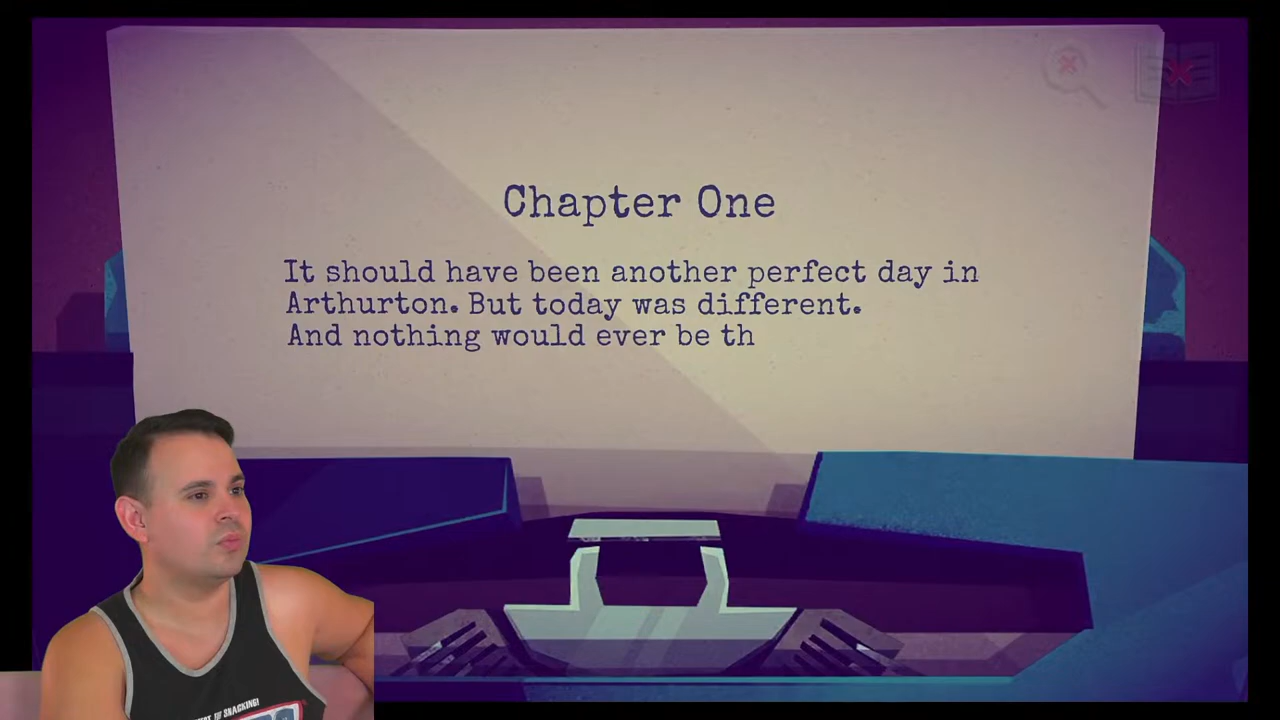 Chapter One
It should have been another perfect day in
Arthurton. But today was different.
And nothing would ever be th
SNACKING!